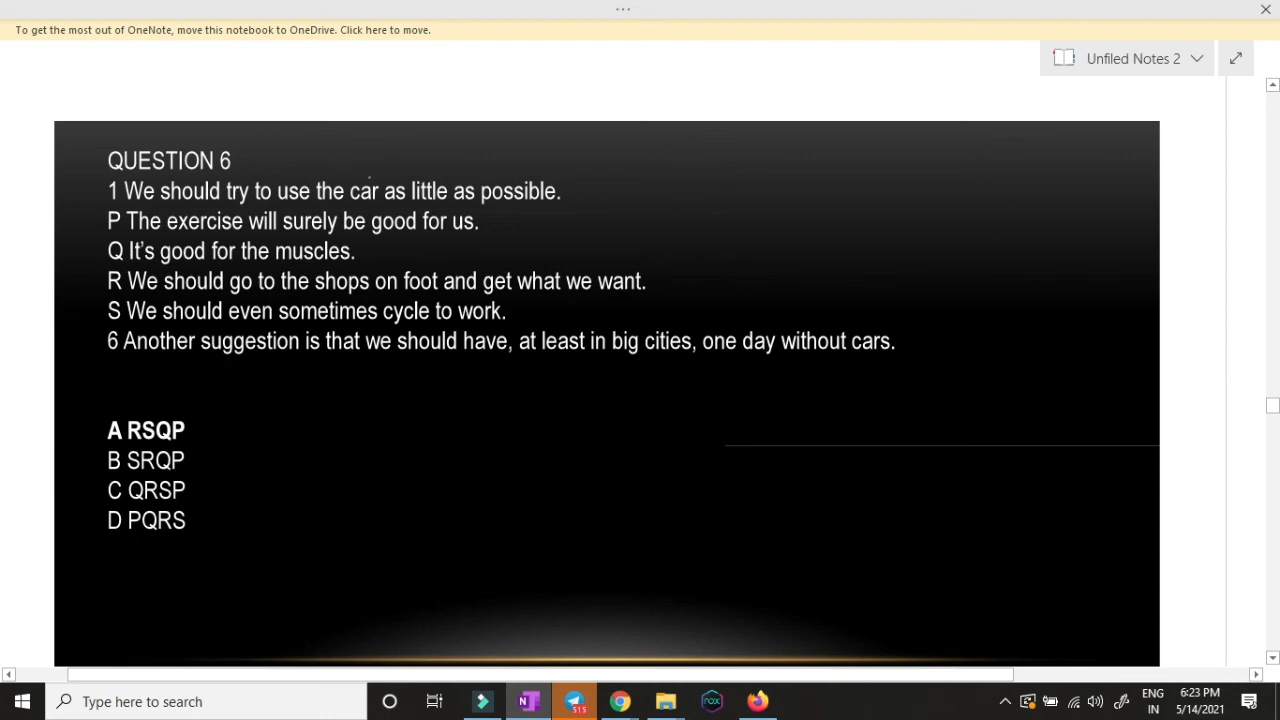 To get the most out of OneNote, move this notebook to OneDrive. Click here to move.
Unfiled Notes 2
QUESTION 6
1 We should try to use the car as little as possible.
P The exercise will surely be good for us.
Q It's good for the muscles.
R We should go to the shops on foot and get what we want.
S We should even sometimes cycle to work.
6 Another suggestion is that we should have, at least in big cities, one day without cars.
A RSQP
B SRQP
C QRSP
D PQRS
Type here to search
N
515
nox
ENG
IN
6:23 PM
5/14/2021